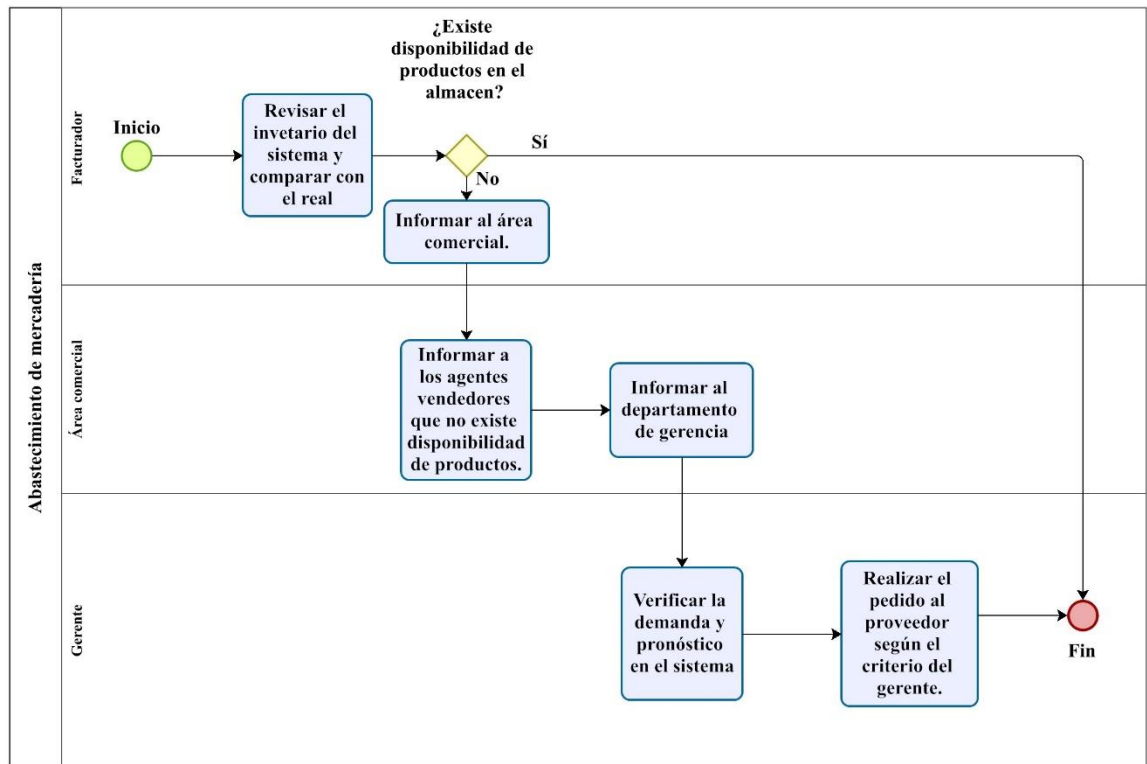 Abastecimiento de mercadería
Facturador
Inicio
Revisar el
invetario del
sistema y
comparar con
el real
¿Existe
disponibilidad de
productos en el
almacen?
Sí
No
Informar al área
comercial.
Área comercial
Informar a
los agentes
vendedores
que no existe
disponibilidad
de productos.
Informar al
departamento
de gerencia
Gerente
Verificar la
demanda y
pronóstico
en el sistema
Realizar el
pedido al
proveedor
según el
criterio del
gerente.
Fin